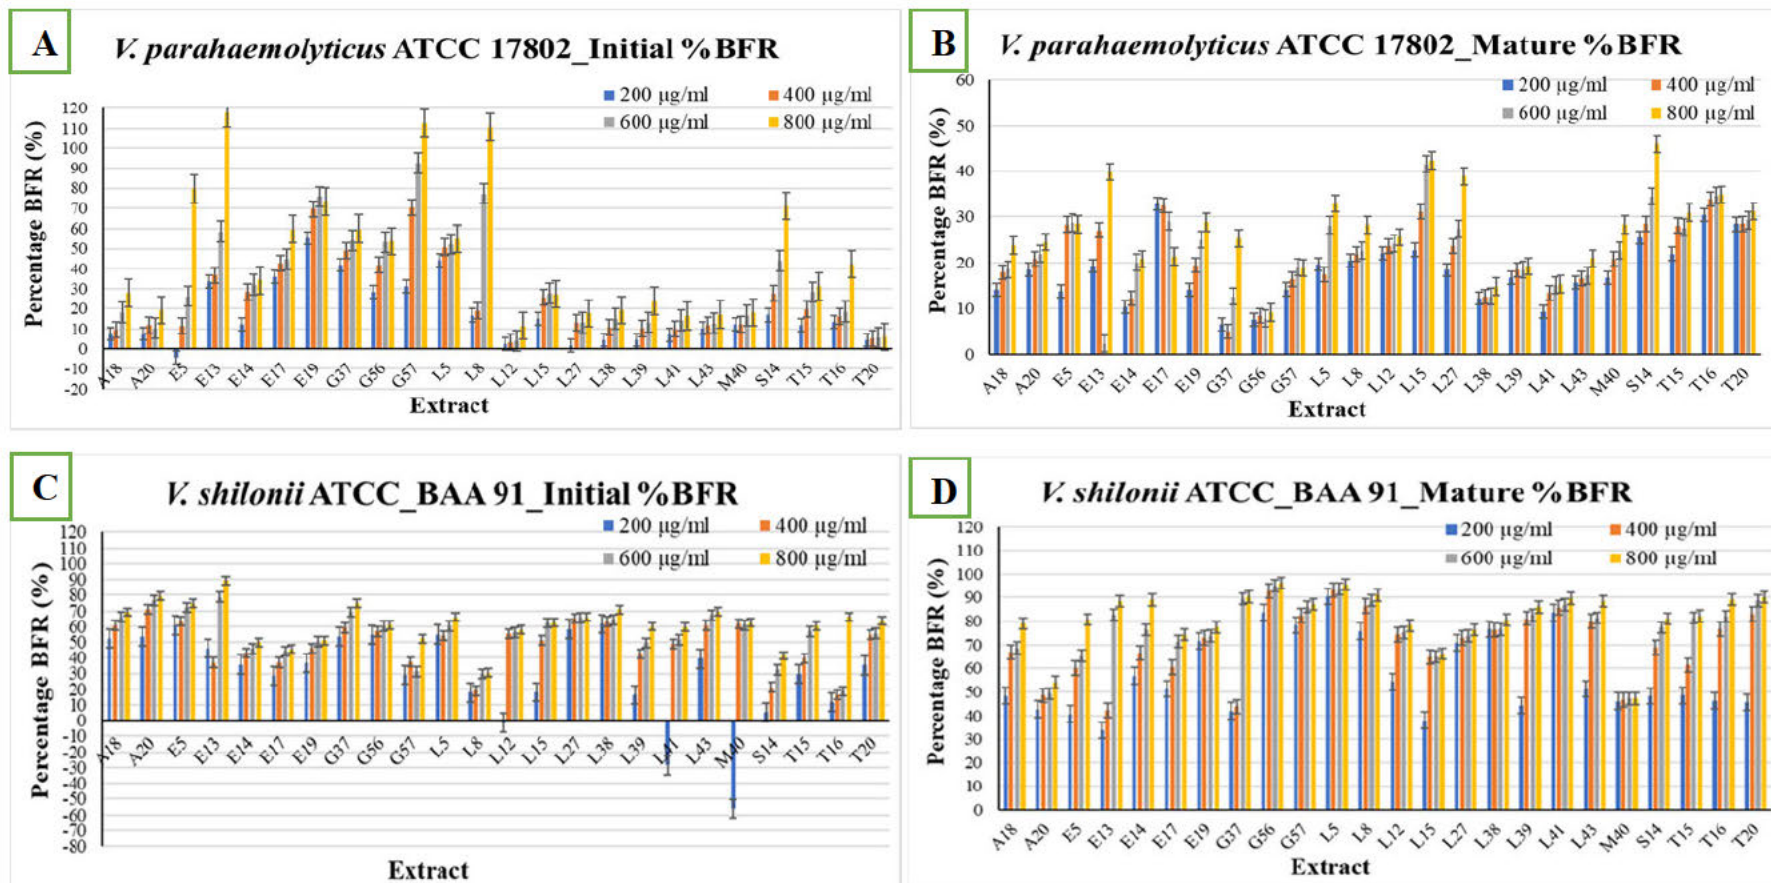 A
V. parahaemolyticus ATCC 17802_Initial %BFR
200 µg/ml 400 µg/ml
600 µg/ml 800 µg/ml
Percentage BFR (%)
120
110
100
90
80
70
60
50
40
30
20
10
0
-10
-20
A18 A20 E5 E13 E14 E17 E19 G37 G56 G57 L5 L8 L12 L15 L27 L38 L39 L41 L43 M40 S14 T15 T16 T20
Extract
B
V. parahaemolyticus ATCC 17802_Mature %BFR
200 µg/ml 400 µg/ml
600 µg/ml 800 µg/ml
Percentage BFR (%)
60
50
40
30
20
10
0
A18 A20 E5 E13 E14 E17 E19 G37 G56 G57 L5 L8 L12 L15 L27 L38 L39 L41 L43 M40 S14 T15 T16 T20
Extract
C
V. shilonii ATCC_BAA 91_Initial %BFR
200 µg/ml 400 µg/ml
600 µg/ml 800 µg/ml
Percentage BFR (%)
120
110
100
90
80
70
60
50
40
30
20
10
0
-10
-20
-30
-40
-50
-60
-70
-80
A18 A20 E5 E13 E14 E17 E19 G37 G56 G57 L5 L8 L12 L15 L27 L38 L39 L41 L43 M40 S14 T15 T16 T20
Extract
D
V. shilonii ATCC_BAA 91_Mature %BFR
200 µg/ml 400 µg/ml
600 µg/ml 800 µg/ml
Percentage BFR (%)
120
110
100
90
80
70
60
50
40
30
20
10
0
A18 A20 E5 E13 E14 E17 E19 G37 G56 G57 L5 L8 L12 L15 L27 L38 L39 L41 L43 M40 S14 T15 T16 T20
Extract